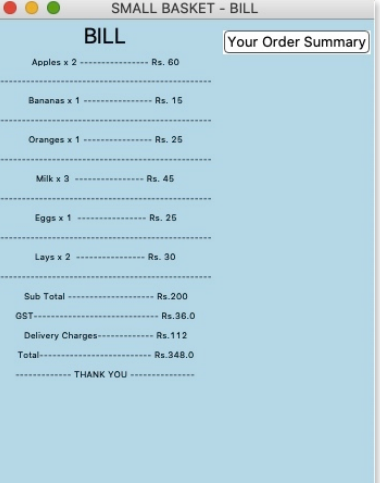 SMALL BASKET - BILL
BILL
Your Order Summary
Apples x 2 ---------------- Rs. 60
--------------------------------------------------
Bananas x 1 ---------------- Rs. 15
--------------------------------------------------
Oranges x 1 ---------------- Rs. 25
--------------------------------------------------
Milk x 3 ---------------- Rs. 45
--------------------------------------------------
Eggs x 1 ---------------- Rs. 25
--------------------------------------------------
Lays x 2 ---------------- Rs. 30
--------------------------------------------------
Sub Total -------------------- Rs.200
GST----------------------------- Rs.36.0
Delivery Charges------------- Rs.112
Total-------------------------- Rs.348.0
------------- THANK YOU ---------------